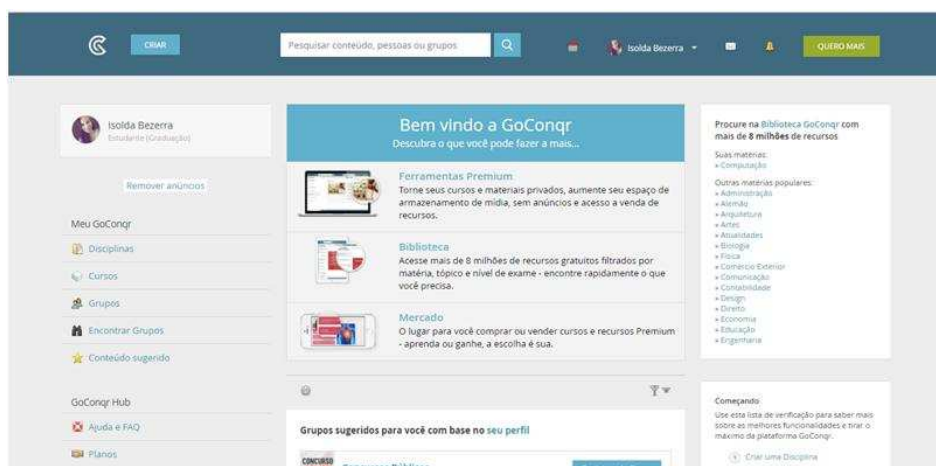 CRIAR
Pesquisar conteúdo, pessoas ou grupos
Isolda Bezerra
QUERO MAIS
Isolda Bezerra
Estudante (Graduação)
Remover anúncios
Meu GoConqr
Disciplinas
Cursos
Grupos
Encontrar Grupos
Conteúdo sugerido
GoConqr Hub
Ajuda e FAQ
Planos
Bem vindo a GoConqr
Descubra o que você pode fazer a mais...
Ferramentas Premium
Torne seus cursos e materiais privados, aumente seu espaço de
armazenamento de mídia, sem anúncios e acesso a venda de
recursos.
Biblioteca
Acesse mais de 8 milhões de recursos gratuitos filtrados por
matéria, tópico e nível de exame - encontre rapidamente o que
você precisa.
Mercado
O lugar para você comprar ou vender cursos e recursos Premium
- aprenda ou ganhe, a escolha é sua.
Grupos sugeridos para você com base no seu perfil
CONCURSO
Procure na Biblioteca GoConqr com
mais de 8 milhões de recursos
Suas matérias:
» Computação
Outras matérias populares:
» Administração
» Alemão
» Arquitetura
» Artes
» Atualidades
» Biologia
» Física
» Comércio Exterior
» Comunicação
» Contabilidade
» Design
» Direito
» Economia
» Educação
» Engenharia
Começando
Use esta lista de verificação para saber mais
sobre as melhores funcionalidades e tirar o
máximo da plataforma GoConqr.
1 Criar uma Disciplina